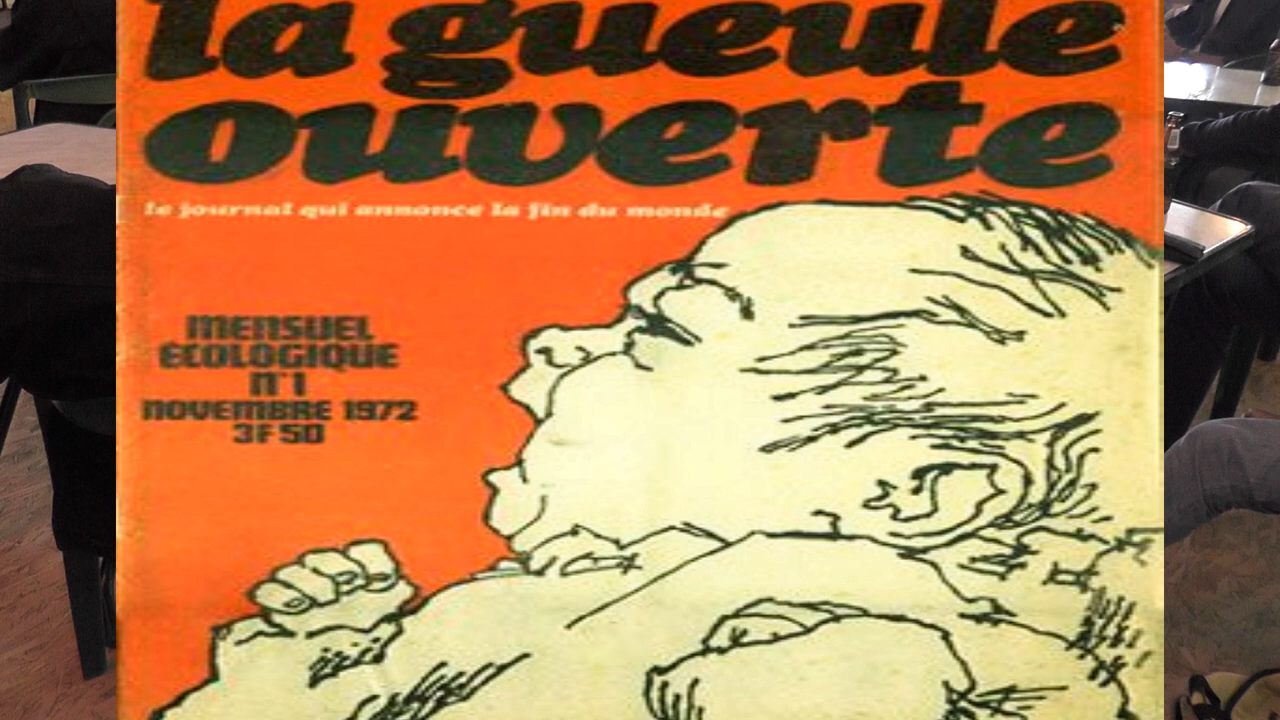 la gueule
ouverte
le journal qui annonce la fin du monde
MENSUEL
ÉCOLOGIQUE
N°1
NOVEMBRE 1972
3F50